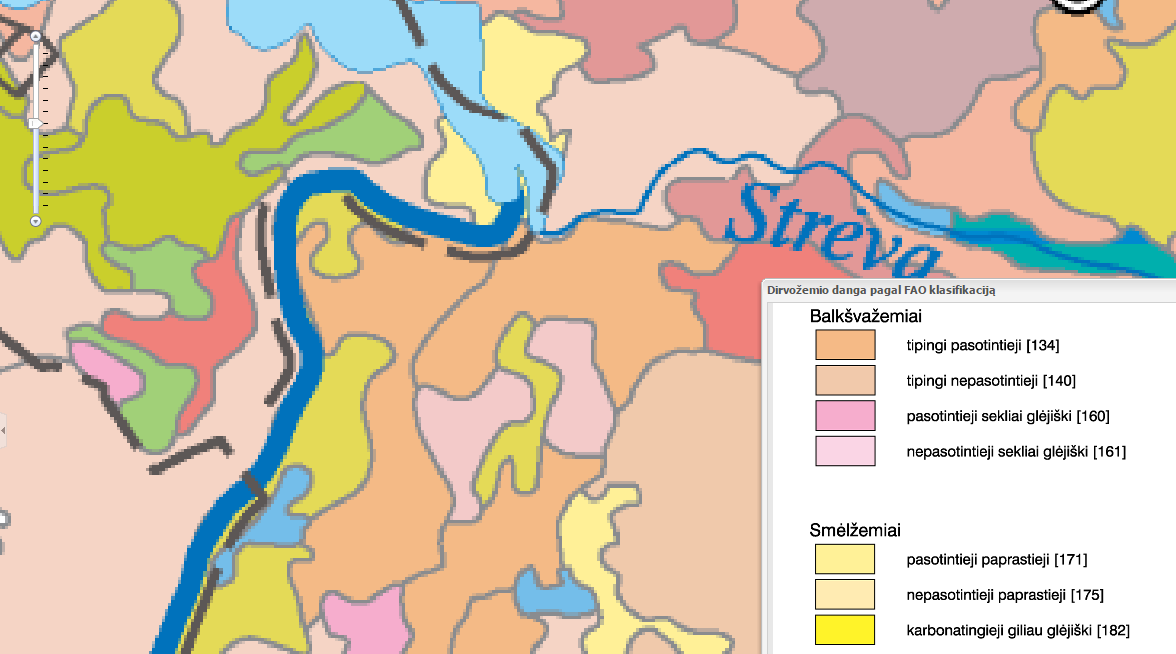 Strėva
Dirvožemio danga pagal FAO klasifikaciją
Balkšvažemiai
tipingi pasotintieji [134]
tipingi nepasotintieji [140]
pasotintieji sekliai glėjiški [160]
nepasotintieji sekliai glėjiški [161]
Smėlžemiai
pasotintieji paprastieji [171]
nepasotintieji paprastieji [175]
karbonatingieji giliau glėjiški [182]